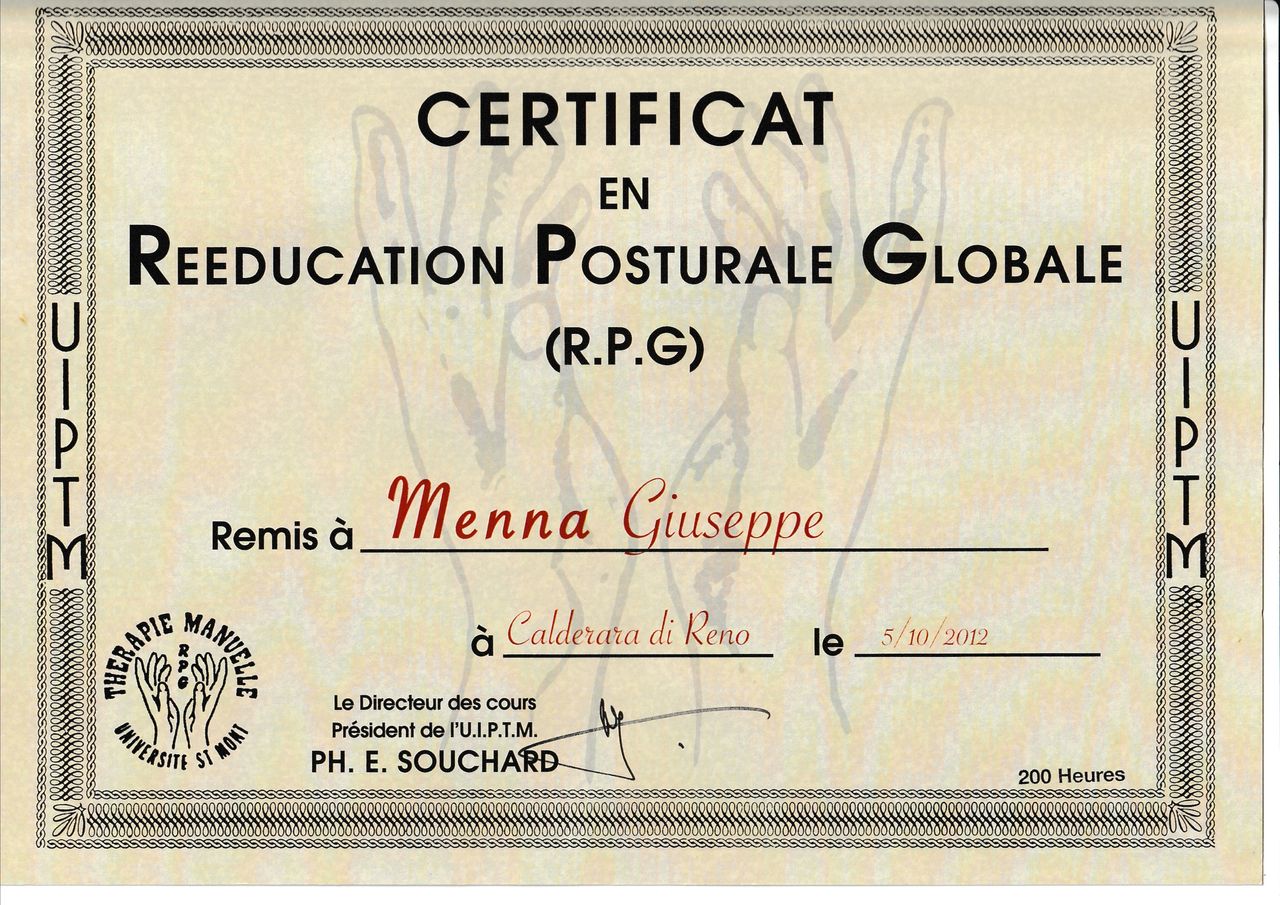 CERTIFICAT
EN
REEDUCATION POSTURALE GLOBALE
(R.P.G)
UIPTM
UIPTM
Remis à Menna Giuseppe
à Calderara di Reno le 5/10/2012
THERAPIE MANUELLE
RPG
UNIVERSITE ST MONT
Le Directeur des cours
Président de l'U.I.P.T.M.
PH. E. SOUCHARD
200 Heures